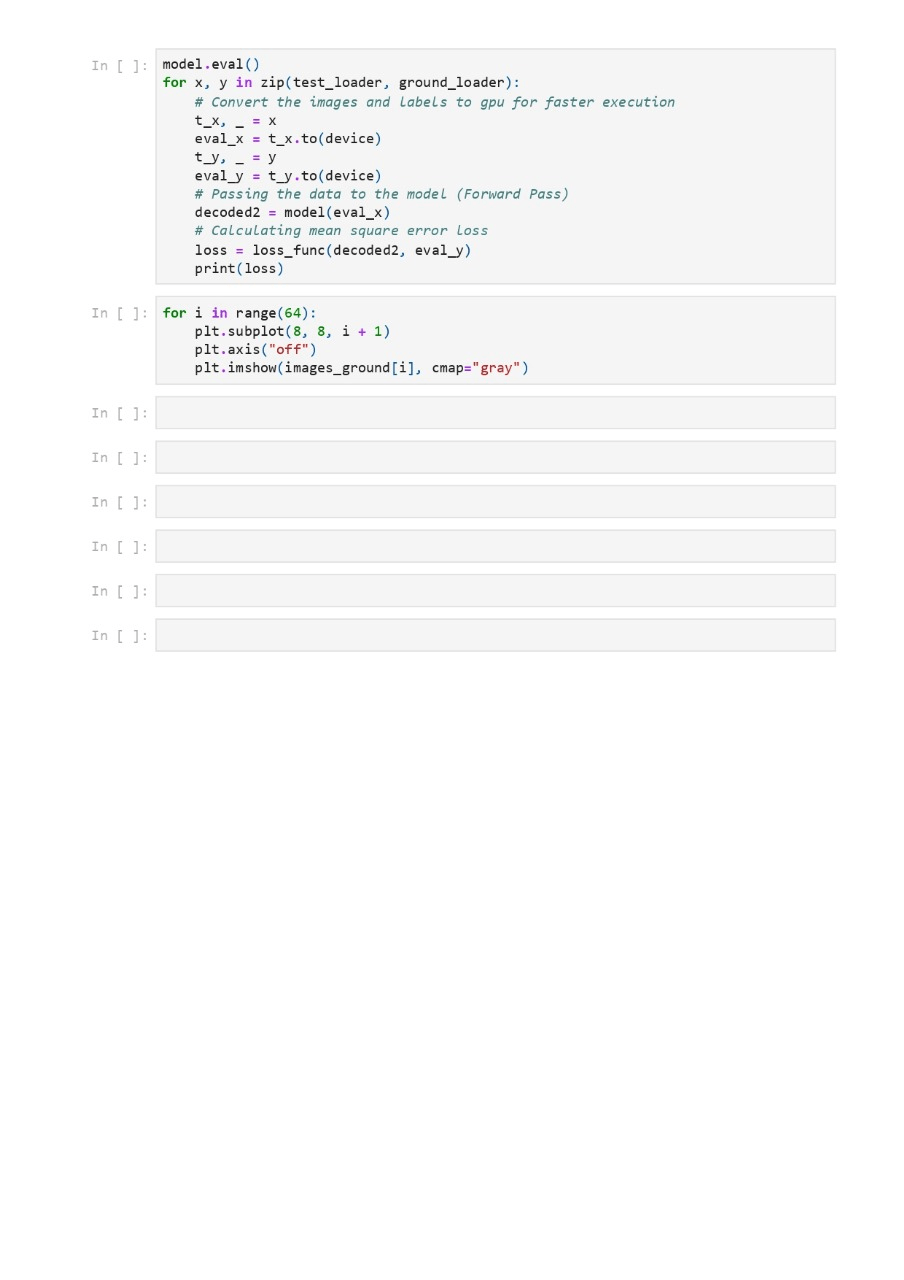 In [ ]: model.eval()
for x, y in zip(test_loader, ground_loader):
    # Convert the images and labels to gpu for faster execution
    t_x, _ = x
    eval_x = t_x.to(device)
    t_y, _ = y
    eval_y = t_y.to(device)
    # Passing the data to the model (Forward Pass)
    decoded2 = model(eval_x)
    # Calculating mean square error loss
    loss = loss_func(decoded2, eval_y)
    print(loss)
In [ ]: for i in range(64):
    plt.subplot(8, 8, i + 1)
    plt.axis("off")
    plt.imshow(images_ground[i], cmap="gray")
In [ ]:
In [ ]:
In [ ]:
In [ ]:
In [ ]:
In [ ]: